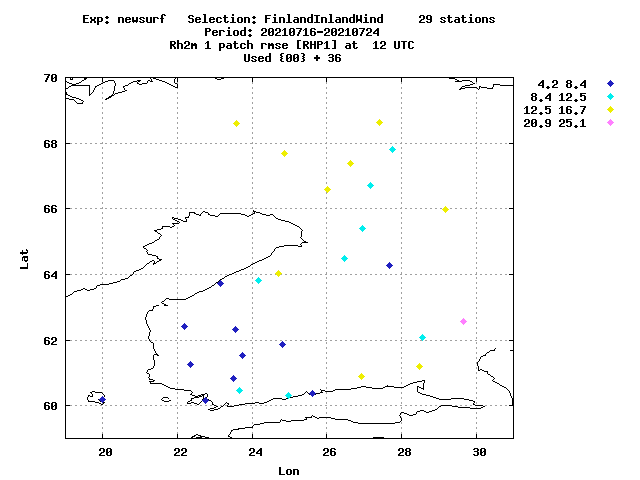 Exp: newsurf   Selection: FinlandInlandWind     29 stations
Period: 20210716-20210724
Rh2m 1 patch rmse [RHP1] at  12 UTC
Used {00} + 36
4.2 8.4
8.4 12.5
12.5 16.7
20.9 25.1
70
68
66
64
62
60
Lat
20 22 24 26 28 30
Lon